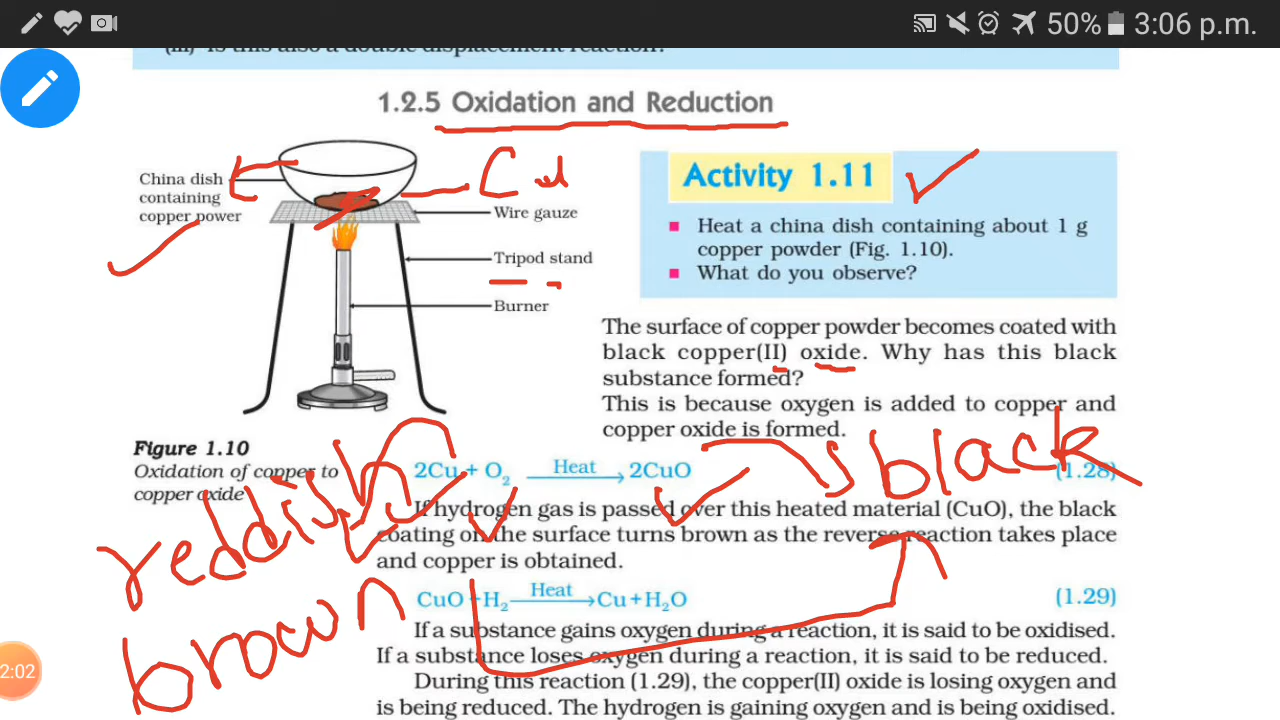 50% 3:06 p.m.
(iii) Is this also a double displacement reaction?
1.2.5 Oxidation and Reduction
China dish
containing
copper power
Cu
Wire gauze
Tripod stand
Burner
Activity 1.11
Heat a china dish containing about 1 g
copper powder (Fig. 1.10).
What do you observe?
The surface of copper powder becomes coated with
black copper(II) oxide. Why has this black
substance formed?
This is because oxygen is added to copper and
copper oxide is formed.
Figure 1.10
Oxidation of copper to
copper oxide
2Cu + O₂ Heat 2CuO (1.28)
black
reddish
brown
If hydrogen gas is passed over this heated material (CuO), the black
coating on the surface turns brown as the reverse reaction takes place
and copper is obtained.
CuO + H₂ Heat Cu + H₂O (1.29)
If a substance gains oxygen during a reaction, it is said to be oxidised.
If a substance loses oxygen during a reaction, it is said to be reduced.
During this reaction (1.29), the copper(II) oxide is losing oxygen and
is being reduced. The hydrogen is gaining oxygen and is being oxidised.
2:02